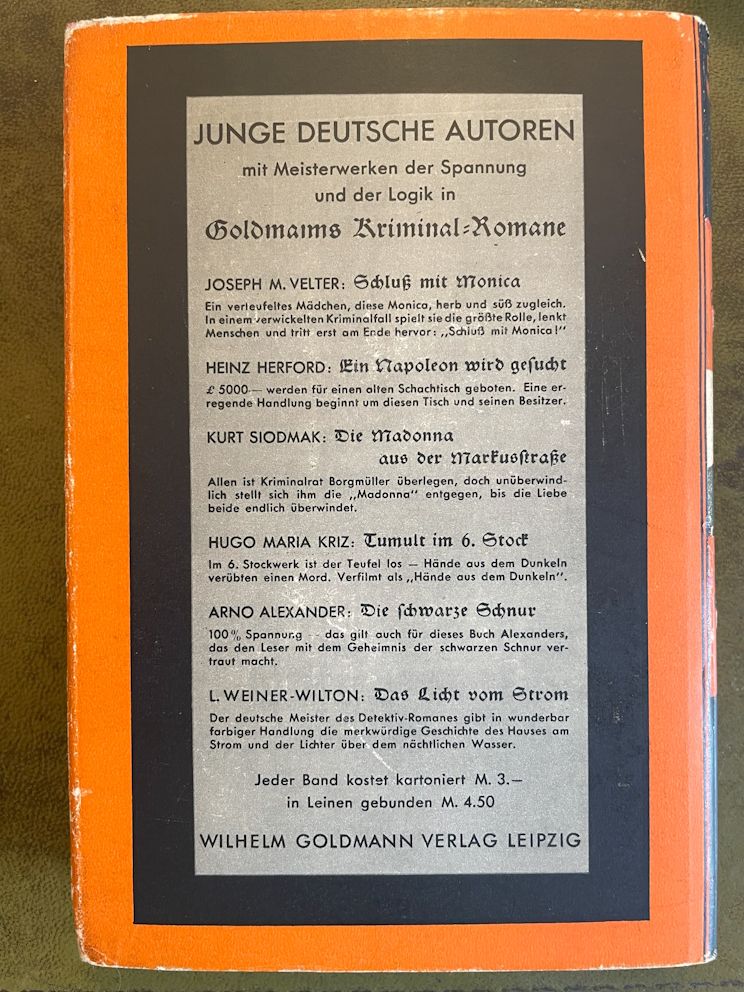 JUNGE DEUTSCHE AUTOREN
mit Meisterwerken der Spannung
und der Logik in
Goldmanns Kriminal-Romane
JOSEPH M. VELTER: Schluß mit Monica
Ein verteufeltes Mädchen, diese Monica, herb und süß zugleich.
In einem verwickelten Kriminalfall spielt sie die größte Rolle, lenkt
Menschen und tritt erst am Ende hervor: „Schluß mit Monica!“
HEINZ HERFORD: Ein Napoleon wird gesucht
£ 5000.— werden für einen alten Schachtisch geboten. Eine er-
regende Handlung beginnt um diesen Tisch und seinen Besitzer.
KURT SIODMAK: Die Madonna
aus der Markusstraße
Allen ist Kriminalrat Borgmüller überlegen, doch unüberwind-
lich stellt sich ihm die „Madonna“ entgegen, bis die Liebe
beide endlich überwindet.
HUGO MARIA KRIZ: Tumult im 6. Stock
Im 6. Stockwerk ist der Teufel los — Hände aus dem Dunkeln
verübten einen Mord. Verfilmt als „Hände aus dem Dunkeln“.
ARNO ALEXANDER: Die schwarze Schnur
100% Spannung — das gilt auch für dieses Buch Alexanders,
das den Leser mit dem Geheimnis der schwarzen Schnur ver-
traut macht.
L. WEINER-WILTON: Das Licht vom Strom
Der deutsche Meister des Detektiv-Romanes gibt in wunderbar
farbiger Handlung die merkwürdige Geschichte des Hauses am
Strom und der Lichter über dem nächtlichen Wasser.
Jeder Band kostet kartoniert M. 3.—
in Leinen gebunden M. 4.50
WILHELM GOLDMANN VERLAG LEIPZIG